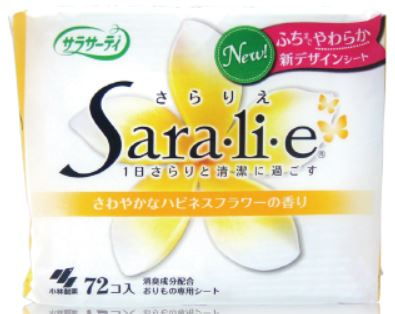 サラサーティ
New!
ふちまでやわらか
新デザインシート
さらりえ
Sara·li·e®
1日さらりと清潔に過ごす
さわやかなハピネスフラワーの香り
小林製薬
72コ入
消臭成分配合
おりもの専用シート